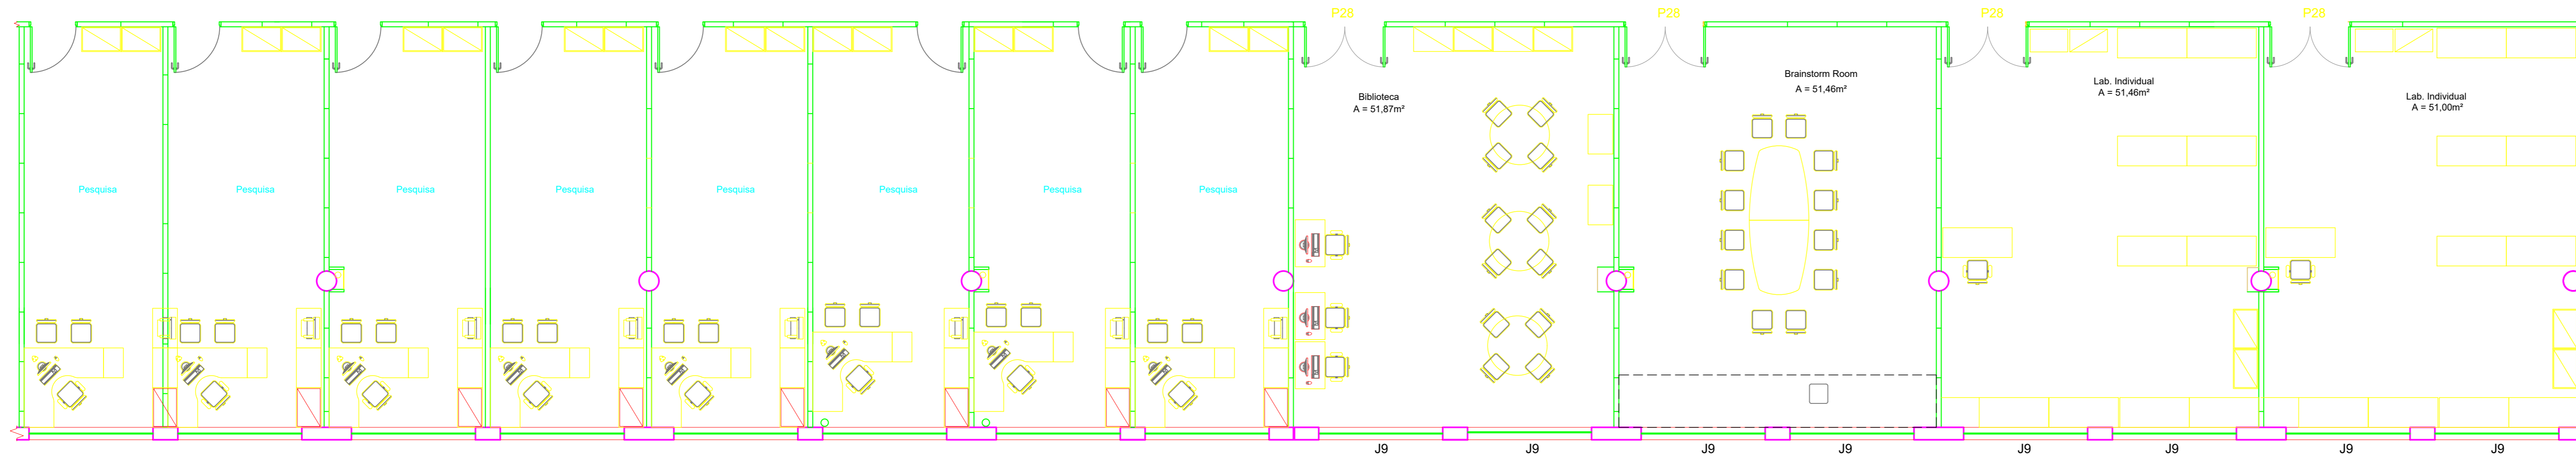 P28 P28 P28 P28
Brainstorm Room
A = 51,46m²
Lab. Individual
A = 51,46m²
Biblioteca
A = 51,87m²
Lab. Individual
A = 51,00m²
Pesquisa Pesquisa Pesquisa Pesquisa Pesquisa Pesquisa Pesquisa Pesquisa
J9 J9 J9 J9 J9 J9 J9 J9